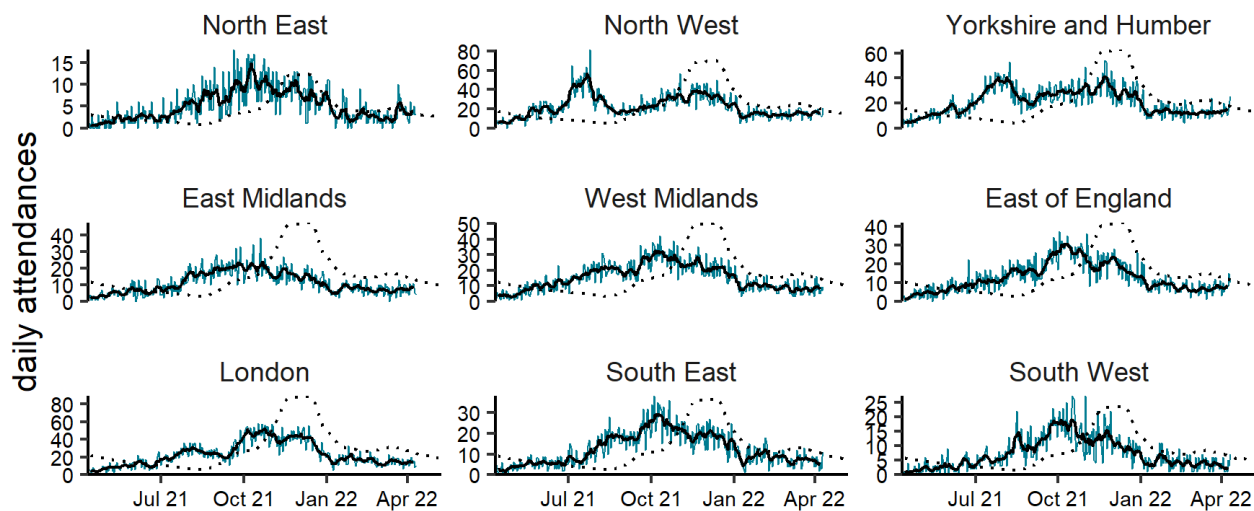 North East North West Yorkshire and Humber
15 80 60
10 60 40
5 40 20
0 20 0
0
daily attendances
East Midlands West Midlands East of England
40 50 40
30 40 30
20 30 20
10 20 10
0 10 0
0
London South East South West
80 30 25
60 20 20
40 10 15
20 0 10
0 5
0
Jul 21 Oct 21 Jan 22 Apr 22 Jul 21 Oct 21 Jan 22 Apr 22 Jul 21 Oct 21 Jan 22 Apr 22